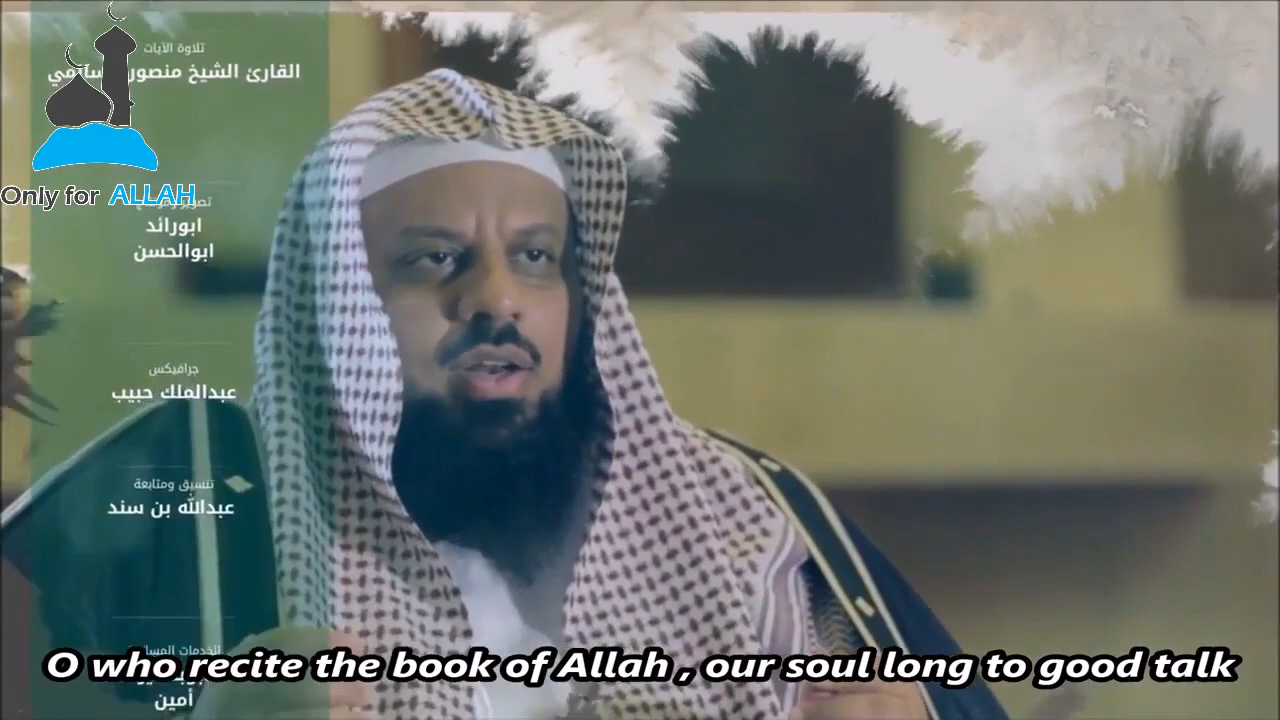 تلاوة الآيات
القارئ الشيخ منصور
Only for ALLAH
ابورائد
ابوالحسن
جرافيكس
عبدالملك حبيب
تنسيق ومتابعة
عبدالله بن سند
الخدمات
أمين
O who recite the book of Allah , our soul long to good talk